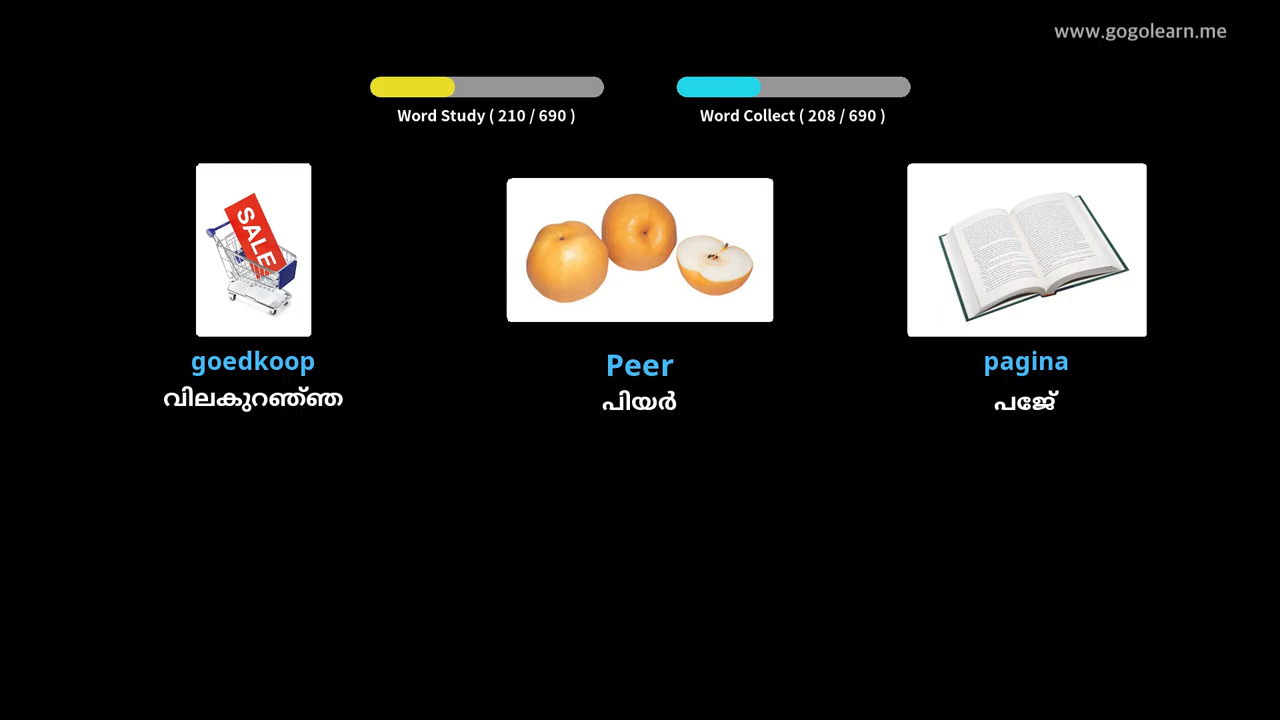 www.gogolearn.me
Word Study ( 210 / 690 )
Word Collect ( 208 / 690 )
SALE
goedkoop
Peer
pagina
വിലകുറഞ്ഞ
പിയർ
പജേ്